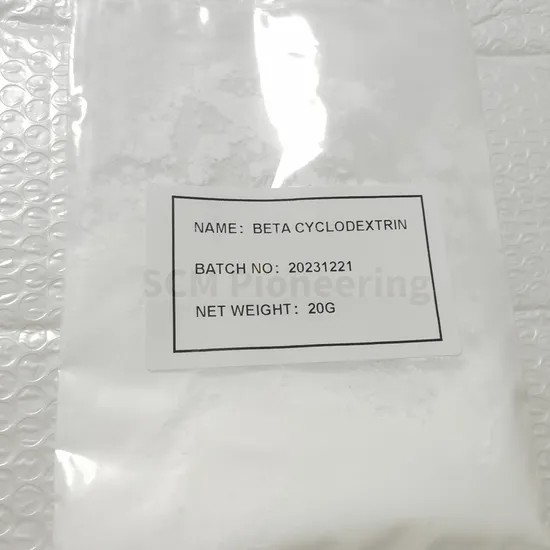 NAME: BETA CYCLODEXTRIN
BATCH NO: 20231221
SCM Pioneering
NET WEIGHT: 20G